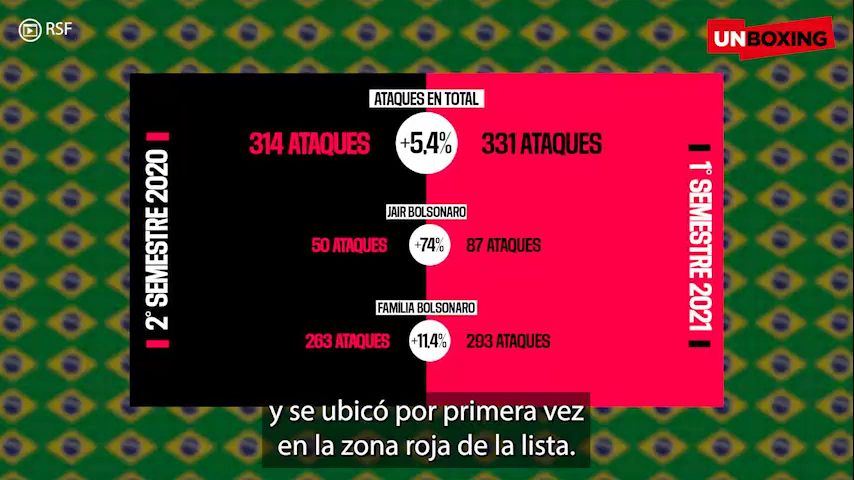 RSF
UNBOXING
ATAQUES EN TOTAL
314 ATAQUES
+5,4%
331 ATAQUES
JAIR BOLSONARO
50 ATAQUES
+74%
87 ATAQUES
FAMÍLIA BOLSONARO
263 ATAQUES
+11,4%
293 ATAQUES
2° SEMESTRE 2020
1° SEMESTRE 2021
y se ubicó por primera vez
en la zona roja de la lista.